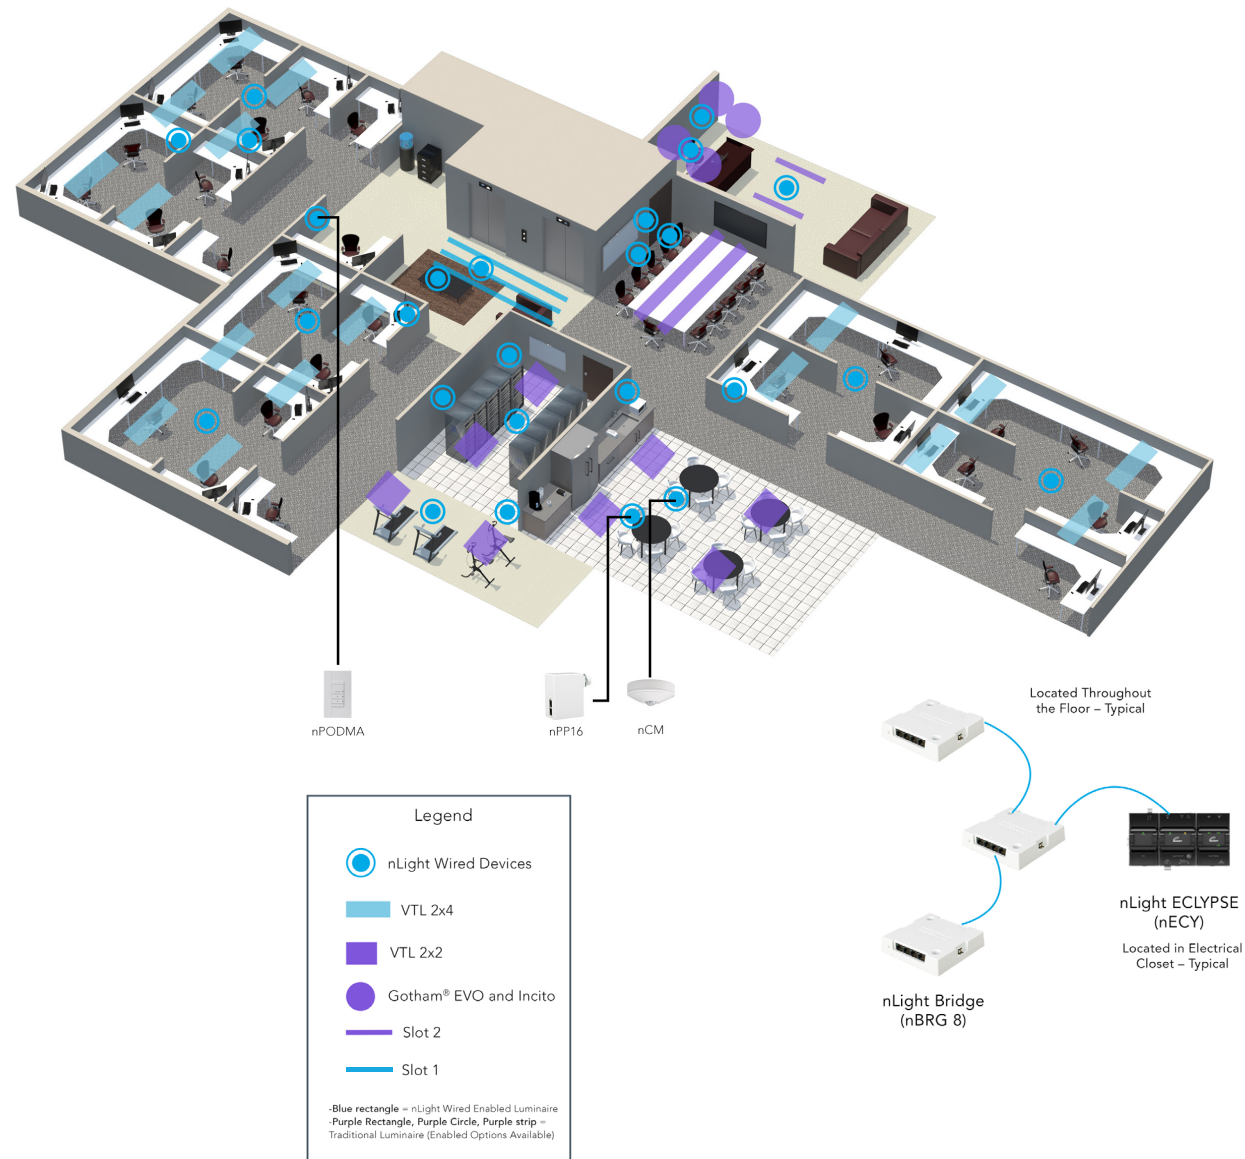 nPODMA
nPP16
nCM
Located Throughout
the Floor – Typical
nLight ECLYPSE
(nECY)
Located in Electrical
Closet – Typical
nLight Bridge
(nBRG 8)
Legend
nLight Wired Devices
VTL 2x4
VTL 2x2
Gotham® EVO and Incito
Slot 2
Slot 1
-Blue rectangle = nLight Wired Enabled Luminaire
-Purple Rectangle, Purple Circle, Purple strip =
Traditional Luminaire (Enabled Options Available)